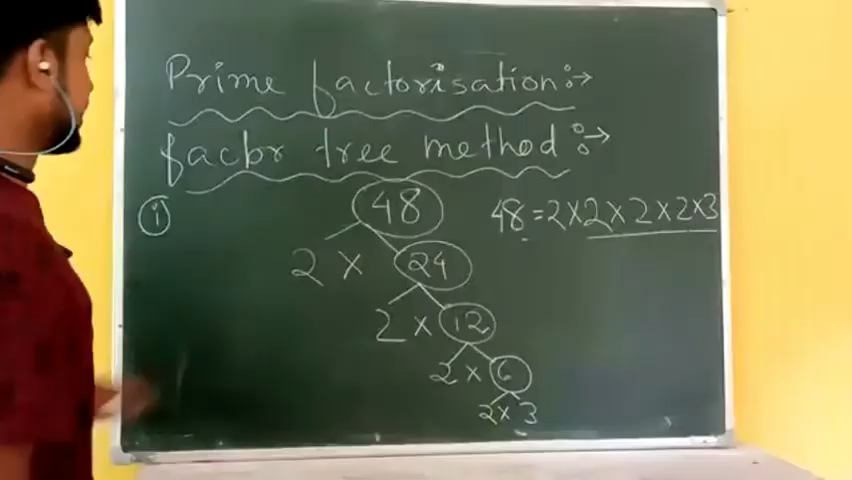 Prime factorisation :→
factor tree method :→
(i) 48 48 = 2 × 2 × 2 × 2 × 3
2 × 24
2 × 12
2 × 6
2 × 3